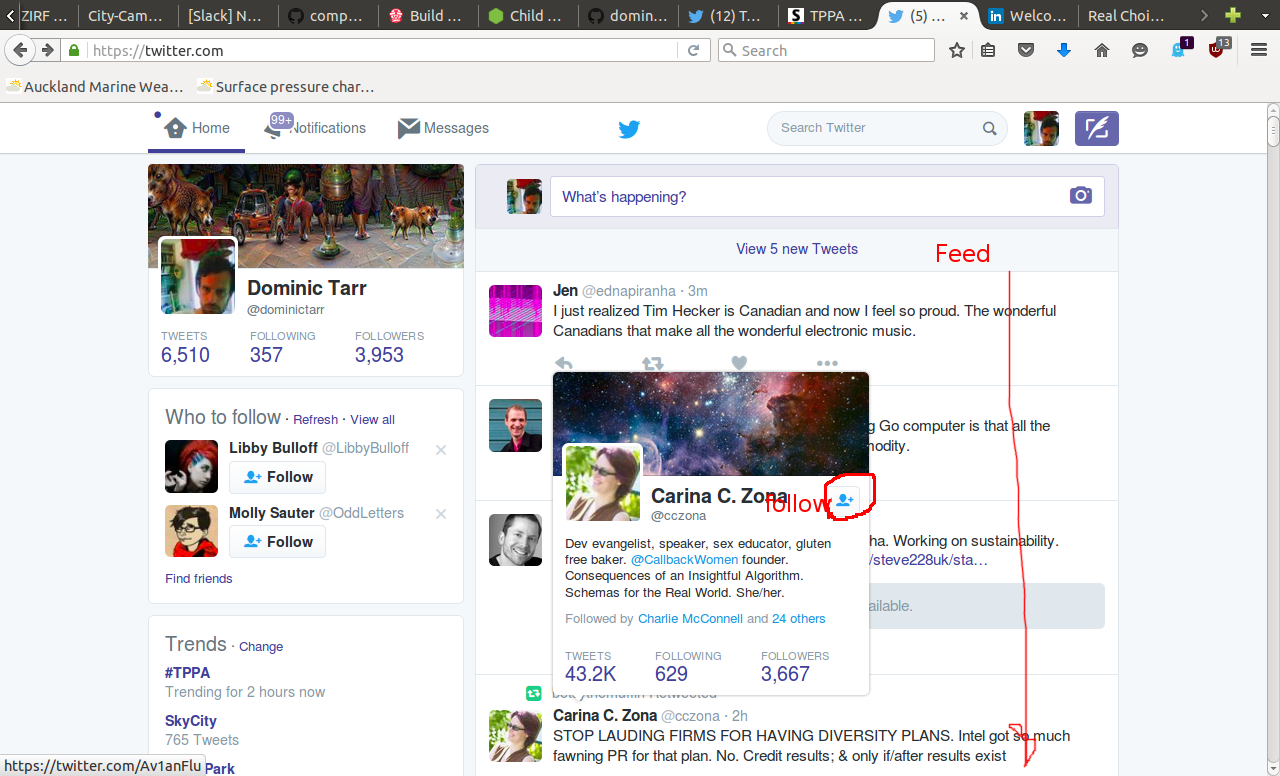 ZIRF ...
City-Cam...
[Slack] N...
comp...
Build ...
Child ...
domin...
(12) T...
TPPA ...
(5) ...
Welco...
Real Choi...
https://twitter.com
Search
1
13
Auckland Marine Wea...
Surface pressure char...
Home
99+
Notifications
Messages
Search Twitter
Dominic Tarr
@dominictarr
TWEETS
FOLLOWING
FOLLOWERS
6,510
357
3,953
Who to follow · Refresh · View all
Libby Bulloff @LibbyBulloff
Follow
Molly Sauter @OddLetters
Follow
Find friends
Trends · Change
#TPPA
Trending for 2 hours now
SkyCity
765 Tweets
Park
https://twitter.com/Av1anFlu
What's happening?
View 5 new Tweets
Feed
Jen @ednapiranha · 3m
I just realized Tim Hecker is Canadian and now I feel so proud. The wonderful
Canadians that make all the wonderful electronic music.
g Go computer is that all the
modity.
Carina C. Zona
follow
@cczona
Dev evangelist, speaker, sex educator, gluten
free baker. @CallbackWomen founder.
Consequences of an Insightful Algorithm.
Schemas for the Real World. She/her.
Followed by Charlie McConnell and 24 others
TWEETS
FOLLOWING
FOLLOWERS
43.2K
629
3,667
ha. Working on sustainability.
/steve228uk/sta...
ailable.
Retweeted
Carina C. Zona @cczona · 2h
STOP LAUDING FIRMS FOR HAVING DIVERSITY PLANS. Intel got so much
fawning PR for that plan. No. Credit results; & only if/after results exist